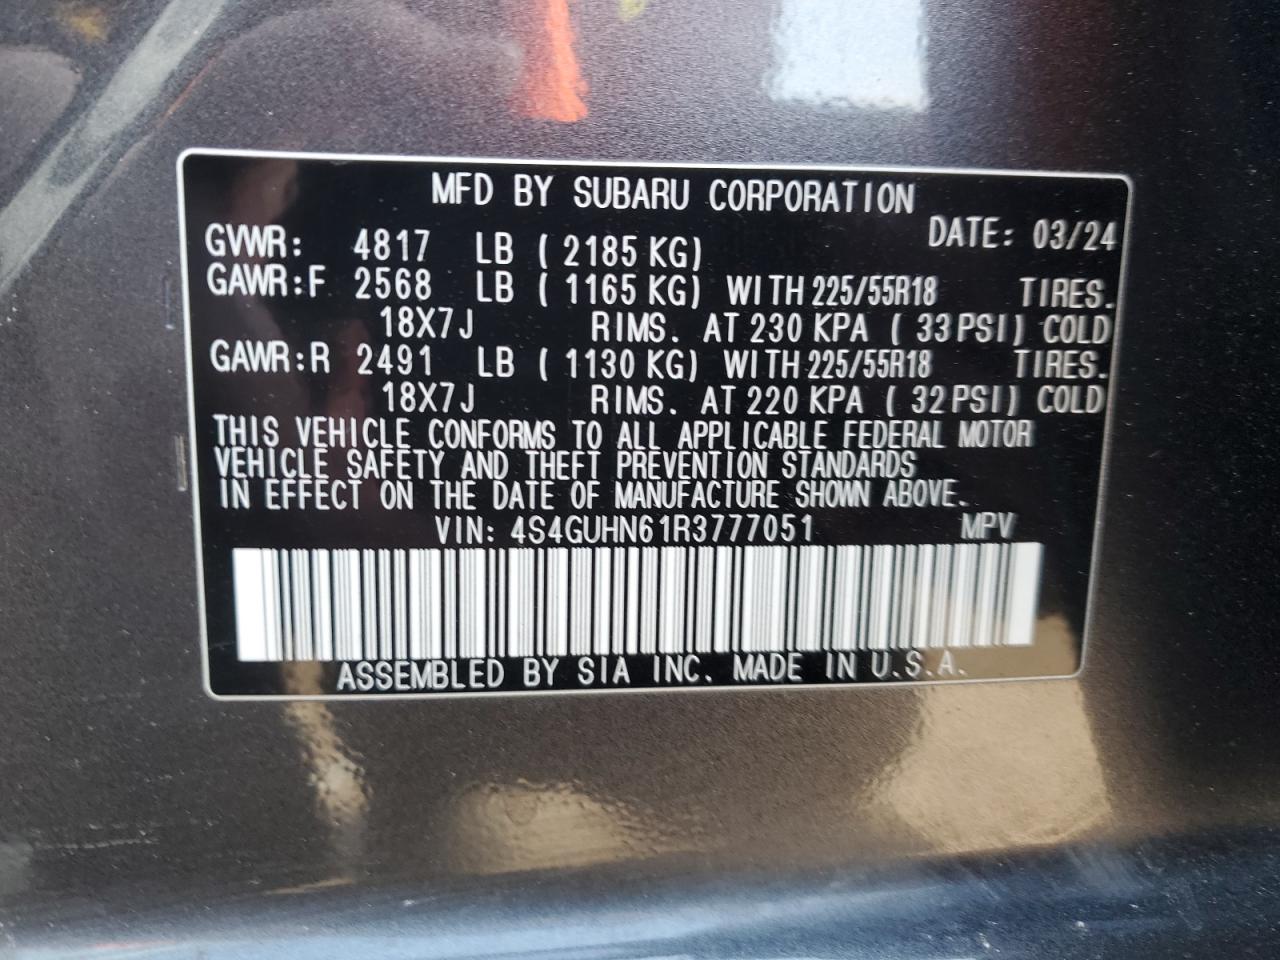 MFD BY SUBARU CORPORATION
DATE: 03/24
GVWR: 4817 LB ( 2185 KG)
GAWR:F 2568 LB ( 1165 KG) WITH 225/55R18 TIRES.
18X7J RIMS. AT 230 KPA ( 33 PSI) COLD
GAWR:R 2491 LB ( 1130 KG) WITH 225/55R18 TIRES.
18X7J RIMS. AT 220 KPA ( 32 PSI) COLD
THIS VEHICLE CONFORMS TO ALL APPLICABLE FEDERAL MOTOR
VEHICLE SAFETY AND THEFT PREVENTION STANDARDS
IN EFFECT ON THE DATE OF MANUFACTURE SHOWN ABOVE.
VIN: 4S4GUHN61R3777051 MPV
ASSEMBLED BY SIA INC. MADE IN U.S.A.